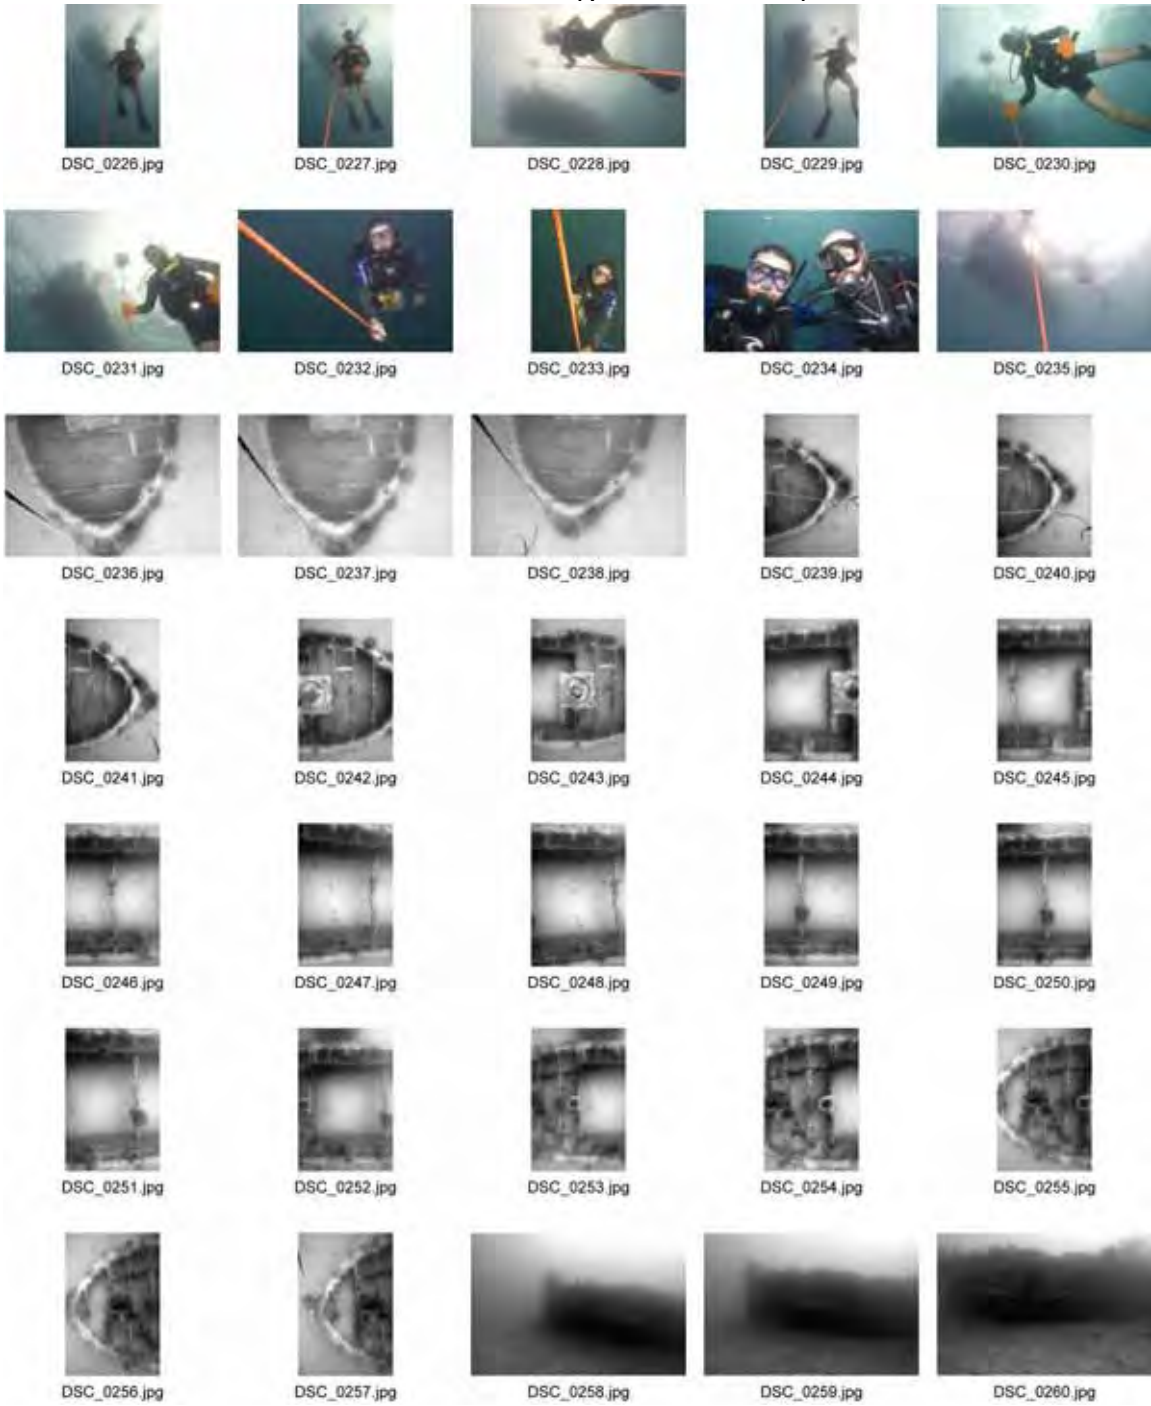 DSC_0226.jpg DSC_0227.jpg DSC_0228.jpg DSC_0229.jpg DSC_0230.jpg
DSC_0231.jpg DSC_0232.jpg DSC_0233.jpg DSC_0234.jpg DSC_0235.jpg
DSC_0236.jpg DSC_0237.jpg DSC_0238.jpg DSC_0239.jpg DSC_0240.jpg
DSC_0241.jpg DSC_0242.jpg DSC_0243.jpg DSC_0244.jpg DSC_0245.jpg
DSC_0246.jpg DSC_0247.jpg DSC_0248.jpg DSC_0249.jpg DSC_0250.jpg
DSC_0251.jpg DSC_0252.jpg DSC_0253.jpg DSC_0254.jpg DSC_0255.jpg
DSC_0256.jpg DSC_0257.jpg DSC_0258.jpg DSC_0259.jpg DSC_0260.jpg